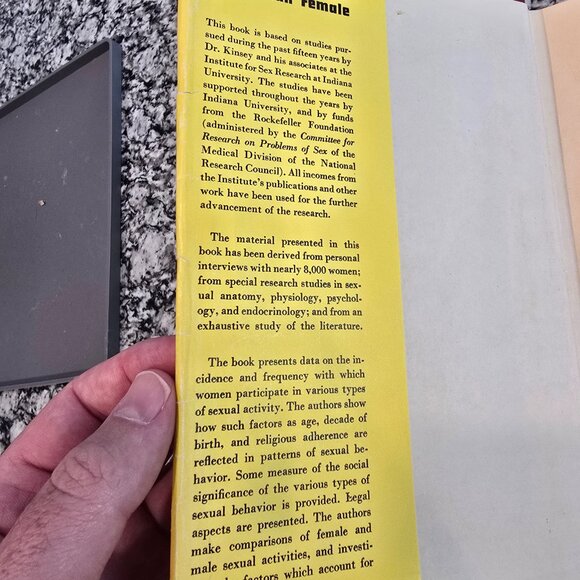 Female
This book is based on studies pur-
sued during the past fifteen years by
Dr. Kinsey and his associates at the
Institute for Sex Research at Indiana
University. The studies have been
supported throughout the years by
Indiana University, and by funds
from the Rockefeller Foundation
(administered by the Committee for
Research on Problems of Sex of the
Medical Division of the National
Research Council). All incomes from
the Institute's publications and other
work have been used for the further
advancement of the research.
The material presented in this
book has been derived from personal
interviews with nearly 8,000 women;
from special research studies in sex-
ual anatomy, physiology, psychol-
ogy, and endocrinology; and from an
exhaustive study of the literature.
The book presents data on the in-
cidence and frequency with which
women participate in various types
of sexual activity. The authors show
how such factors as age, decade of
birth, and religious adherence are
reflected in patterns of sexual be-
havior. Some measure of the social
significance of the various types of
sexual behavior is provided. Legal
aspects are presented. The authors
make comparisons of female and
male sexual activities, and investi-
factors which account for